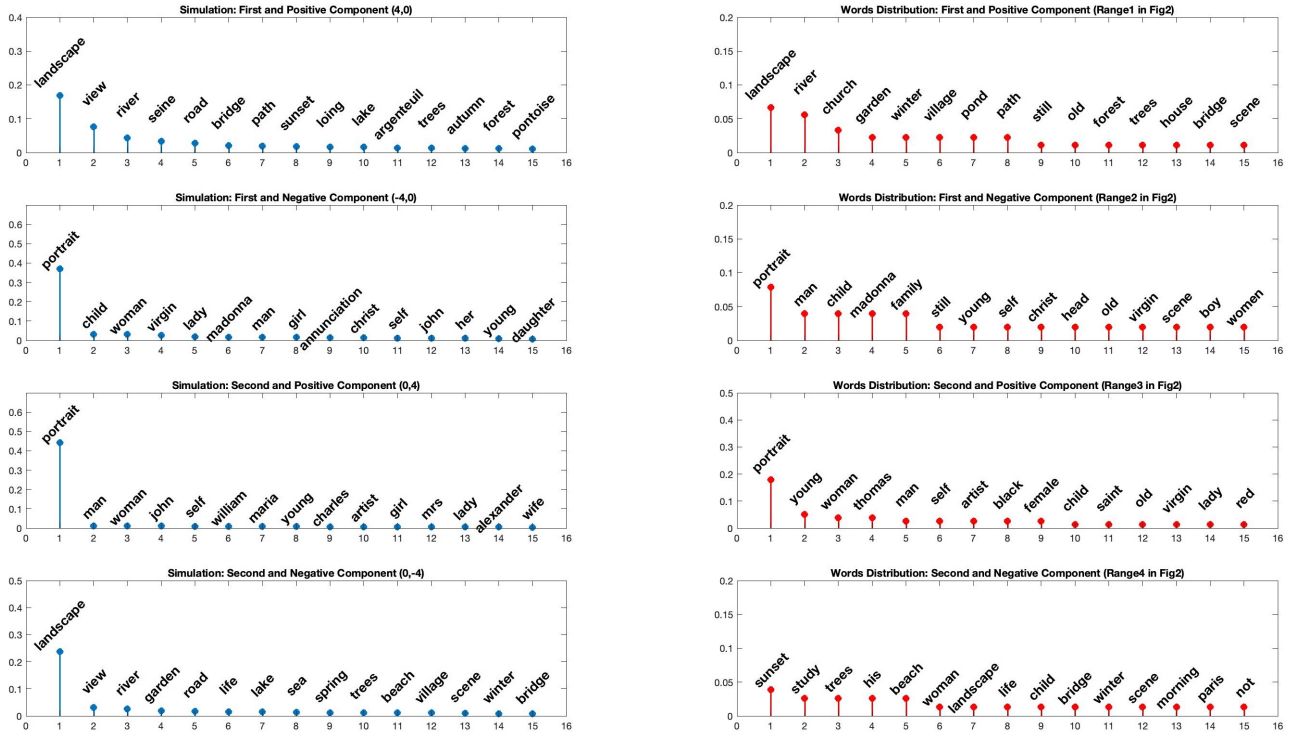 Simulation: First and Positive Component (4,0)
0.4
0.3
0.2
0.1
0
landscape view river seine road bridge path sunset loing lake argenteuil trees autumn forest pontoise
0 1 2 3 4 5 6 7 8 9 10 11 12 13 14 15 16
Words Distribution: First and Positive Component (Range1 in Fig2)
0.2
0.15
0.1
0.05
0
landscape river church garden winter village pond path still old forest trees house bridge scene
0 1 2 3 4 5 6 7 8 9 10 11 12 13 14 15 16
Simulation: First and Negative Component (-4,0)
0.6
0.5
0.4
0.3
0.2
0.1
0
portrait child woman virgin lady madonna man girl annunciation christ self john her young daughter
0 1 2 3 4 5 6 7 8 9 10 11 12 13 14 15 16
Words Distribution: First and Negative Component (Range2 in Fig2)
0.2
0.15
0.1
0.05
0
portrait man child madonna family still young self christ head old virgin scene boy women
0 1 2 3 4 5 6 7 8 9 10 11 12 13 14 15 16
Simulation: Second and Positive Component (0,4)
0.6
0.5
0.4
0.3
0.2
0.1
0
portrait man woman john self william maria young charles artist girl mrs lady alexander wife
0 1 2 3 4 5 6 7 8 9 10 11 12 13 14 15 16
Words Distribution: Second and Positive Component (Range3 in Fig2)
0.5
0.4
0.3
0.2
0.1
0
portrait young woman thomas man self artist black female child saint old virgin lady red
0 1 2 3 4 5 6 7 8 9 10 11 12 13 14 15 16
Simulation: Second and Negative Component (0,-4)
0.5
0.4
0.3
0.2
0.1
0
landscape view river garden road life lake sea spring trees beach village scene winter bridge
0 1 2 3 4 5 6 7 8 9 10 11 12 13 14 15 16
Words Distribution: Second and Negative Component (Range4 in Fig2)
0.2
0.15
0.1
0.05
0
sunset study trees his beach woman landscape life child bridge winter scene morning paris not
0 1 2 3 4 5 6 7 8 9 10 11 12 13 14 15 16